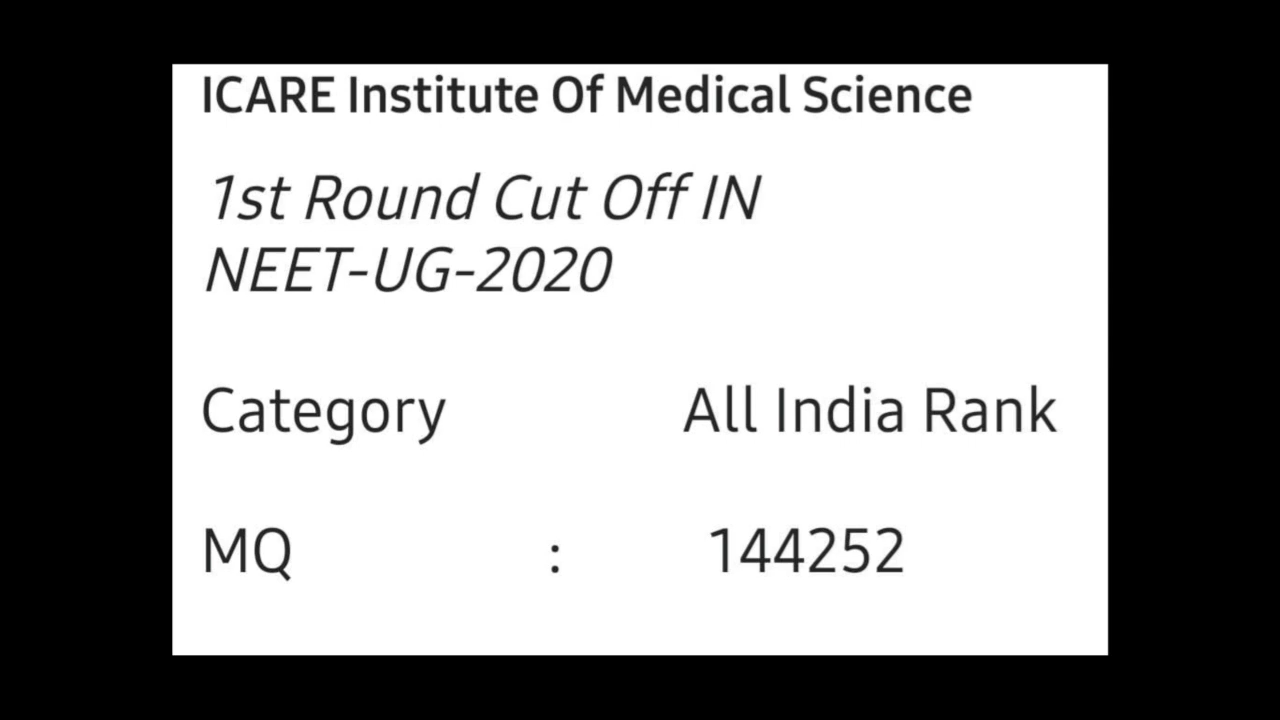 ICARE Institute Of Medical Science
1st Round Cut Off IN
NEET-UG-2020
Category All India Rank
MQ : 144252